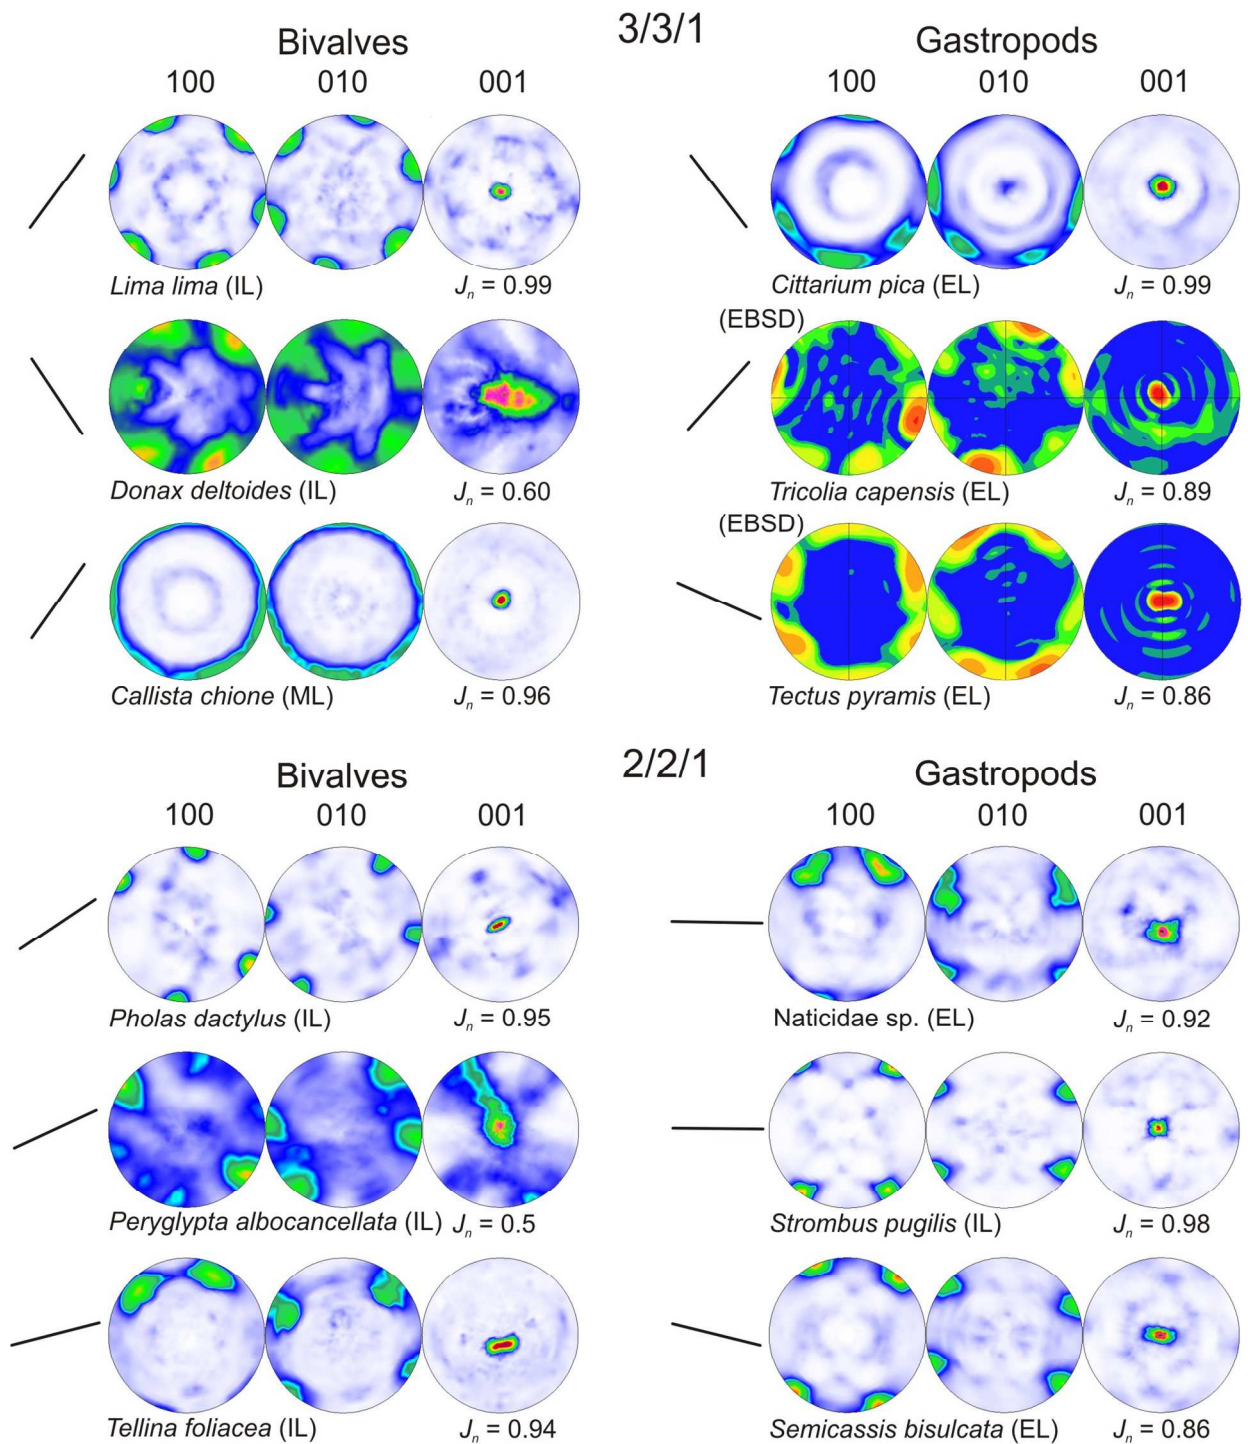 3/3/1
Bivalves Gastropods
100 010 001 100 010 001
Lima lima (IL) Jn = 0.99 Cittarium pica (EL) Jn = 0.99
(EBSD)
Donax deltoides (IL) Jn = 0.60 Tricolia capensis (EL) Jn = 0.89
(EBSD)
Callista chione (ML) Jn = 0.96 Tectus pyramis (EL) Jn = 0.86
2/2/1
Bivalves Gastropods
100 010 001 100 010 001
Pholas dactylus (IL) Jn = 0.95 Naticidae sp. (EL) Jn = 0.92
Peryglypta albocancellata (IL) Jn = 0.5 Strombus pugilis (IL) Jn = 0.98
Tellina foliacea (IL) Jn = 0.94 Semicassis bisulcata (EL) Jn = 0.86